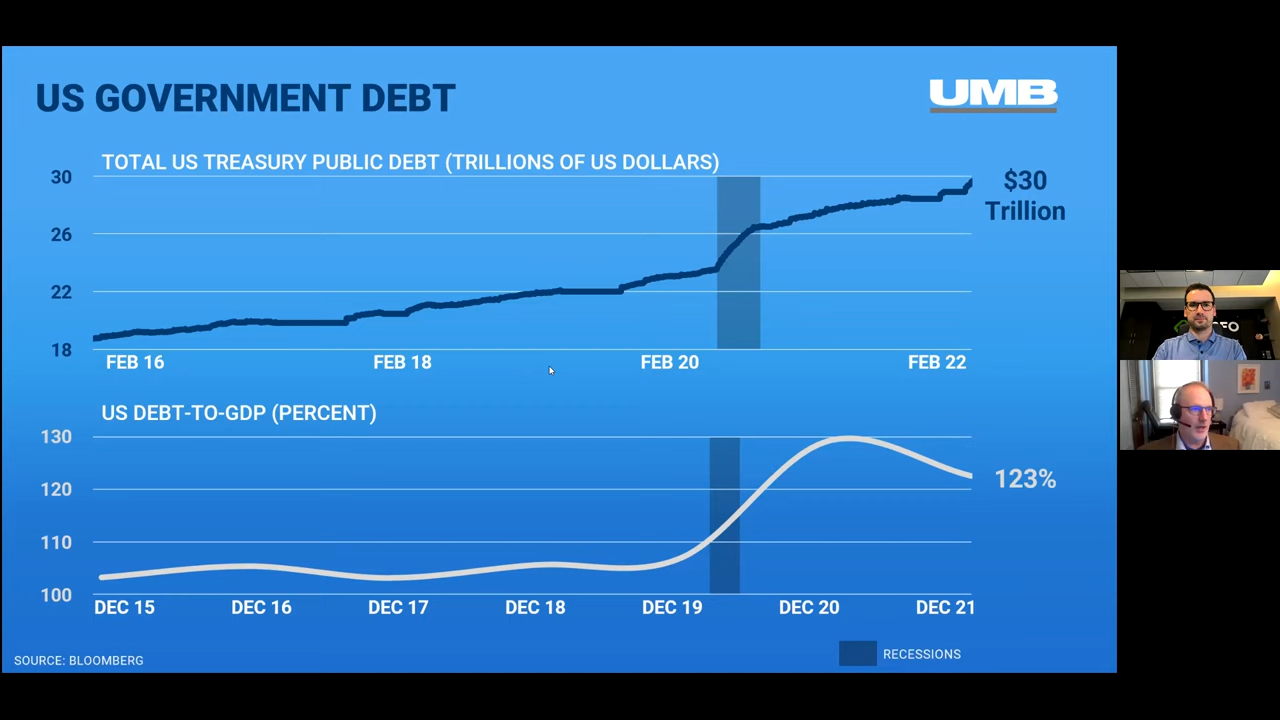 US GOVERNMENT DEBT
UMB
TOTAL US TREASURY PUBLIC DEBT (TRILLIONS OF US DOLLARS)
30
26
22
18
$30
Trillion
FEB 16 FEB 18 FEB 20 FEB 22
US DEBT-TO-GDP (PERCENT)
130
120
110
100
123%
DEC 15 DEC 16 DEC 17 DEC 18 DEC 19 DEC 20 DEC 21
SOURCE: BLOOMBERG
RECESSIONS